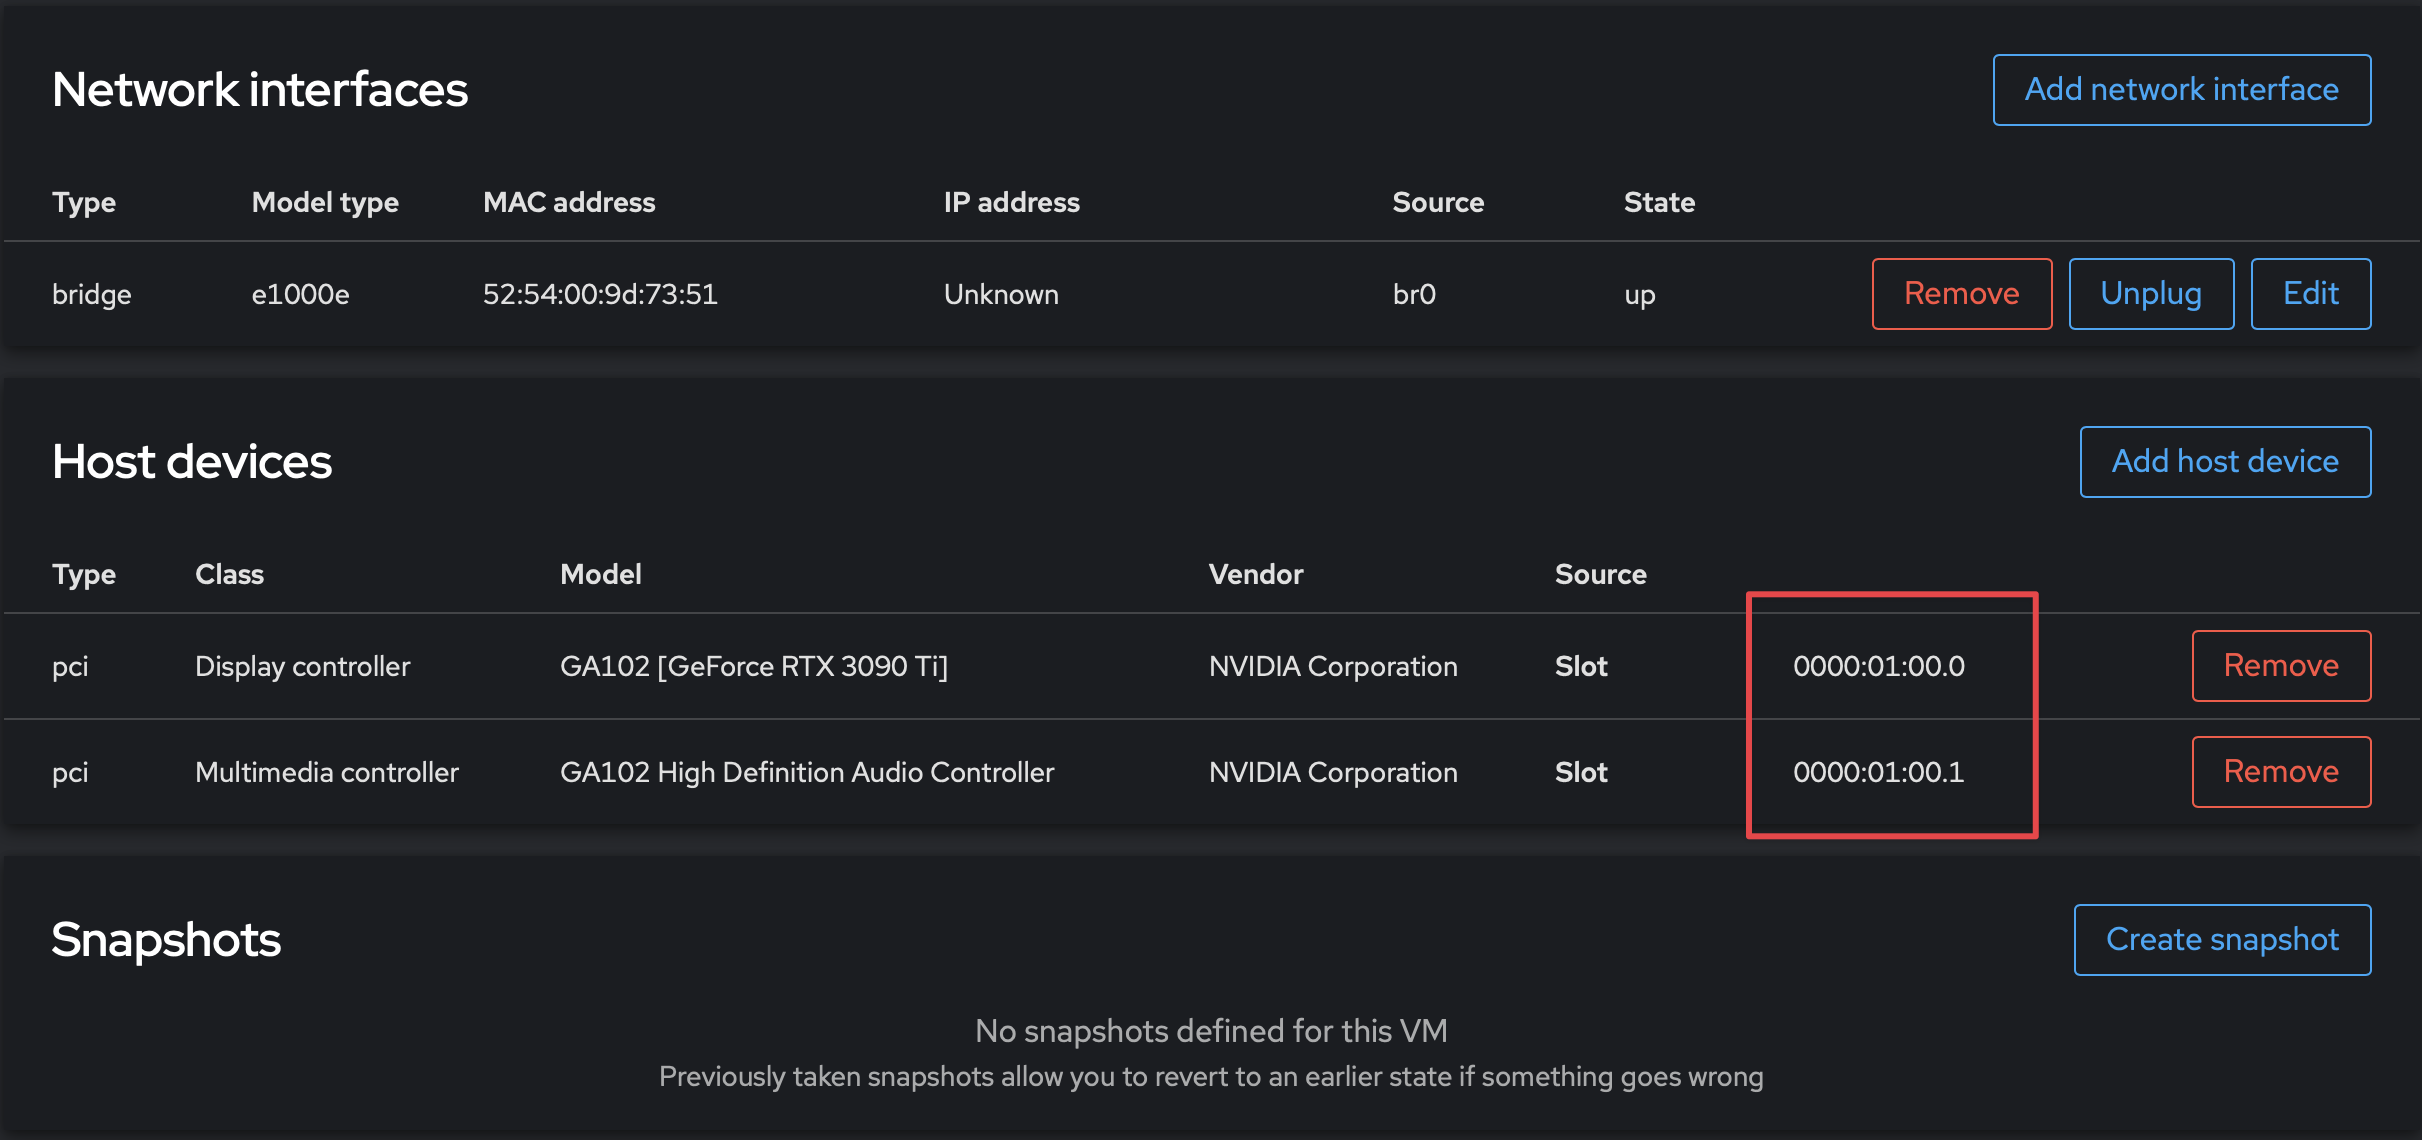 Network interfaces
Add network interface
Type Model type MAC address IP address Source State
bridge e1000e 52:54:00:9d:73:51 Unknown br0 up Remove Unplug Edit
Host devices
Add host device
Type Class Model Vendor Source
pci Display controller GA102 [GeForce RTX 3090 Ti] NVIDIA Corporation Slot 0000:01:00.0 Remove
pci Multimedia controller GA102 High Definition Audio Controller NVIDIA Corporation Slot 0000:01:00.1 Remove
Snapshots
Create snapshot
No snapshots defined for this VM
Previously taken snapshots allow you to revert to an earlier state if something goes wrong